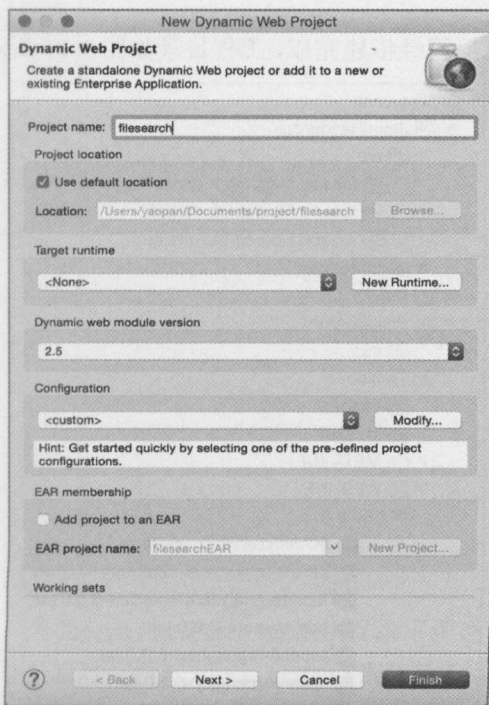 New Dynamic Web Project
Dynamic Web Project
Create a standalone Dynamic Web project or add it to a new or
existing Enterprise Application.
Project name: filesearch
Project location
Use default location
Location: /Users/yaopan/Documents/project/filesearch Browse...
Target runtime
<None> New Runtime...
Dynamic web module version
2.5
Configuration
<custom> Modify...
Hint: Get started quickly by selecting one of the pre-defined project
configurations.
EAR membership
Add project to an EAR
EAR project name: filesearchEAR New Project...
Working sets
? < Back Next > Cancel Finish